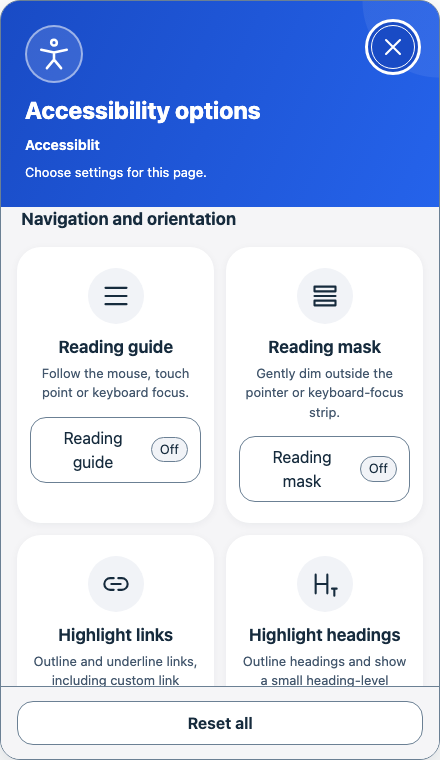 Accessibility options
Accessiblit
Choose settings for this page.
Navigation and orientation
Reading guide
Follow the mouse, touch
point or keyboard focus.
Reading
guide
Off
Reading mask
Gently dim outside the
pointer or keyboard-focus
strip.
Reading
mask
Off
Highlight links
Outline and underline links,
including custom link
Highlight headings
Outline headings and show
a small heading-level
Reset all